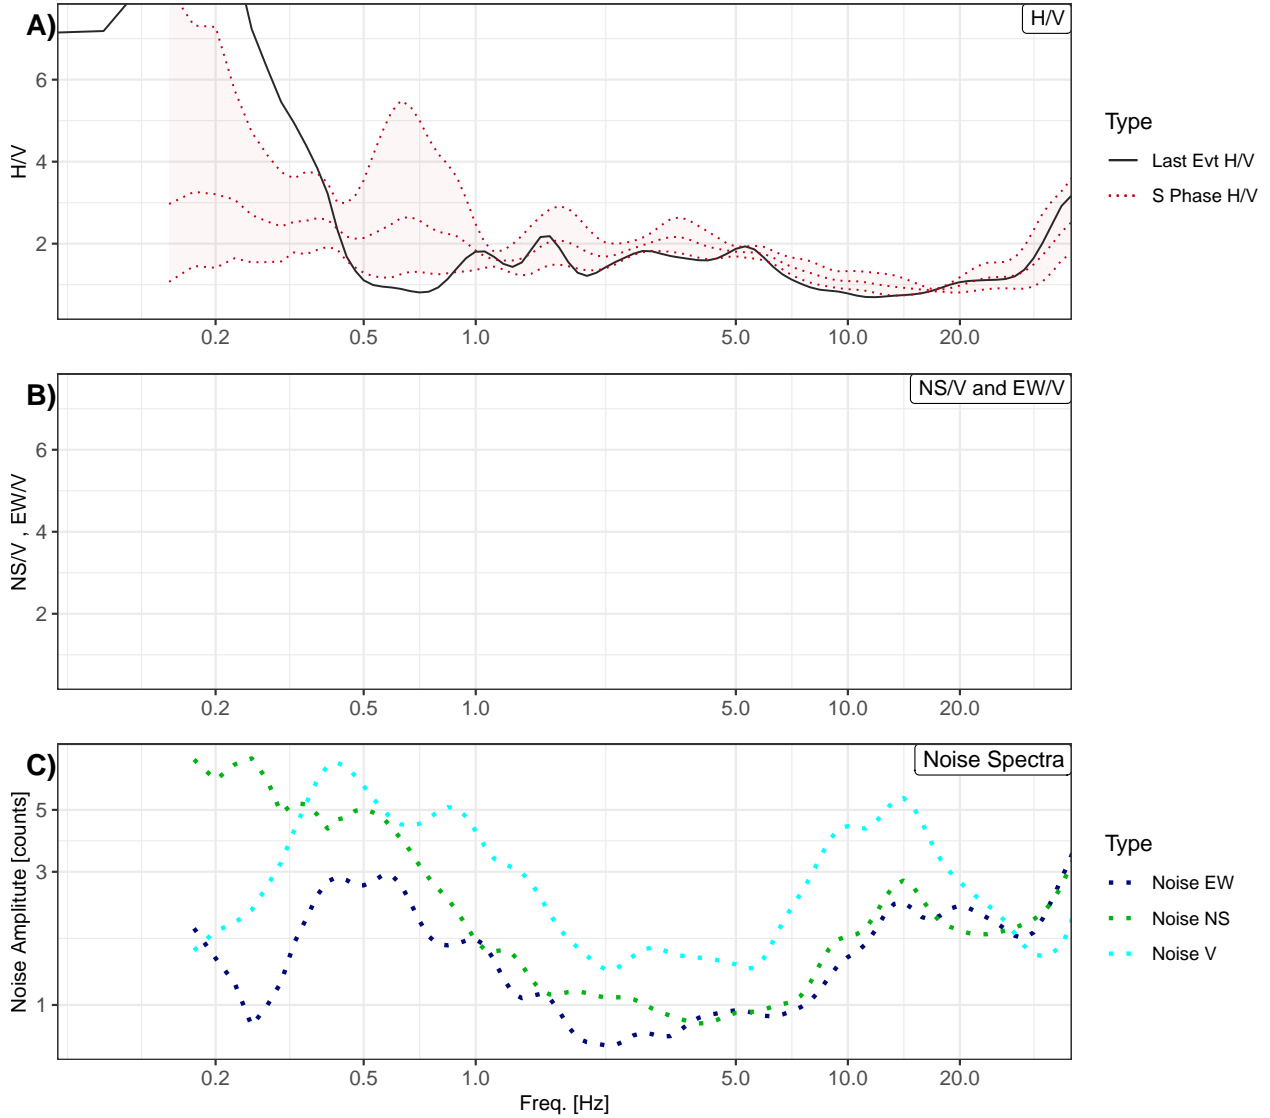 A)
H/V
H/V
6
4
2
0.2 0.5 1.0 5.0 10.0 20.0
Type
Last Evt H/V
S Phase H/V
B)
NS/V and EW/V
NS/V , EW/V
6
4
2
0.2 0.5 1.0 5.0 10.0 20.0
C)
Noise Spectra
Noise Amplitute [counts]
5
3
1
0.2 0.5 1.0 5.0 10.0 20.0
Freq. [Hz]
Type
Noise EW
Noise NS
Noise V